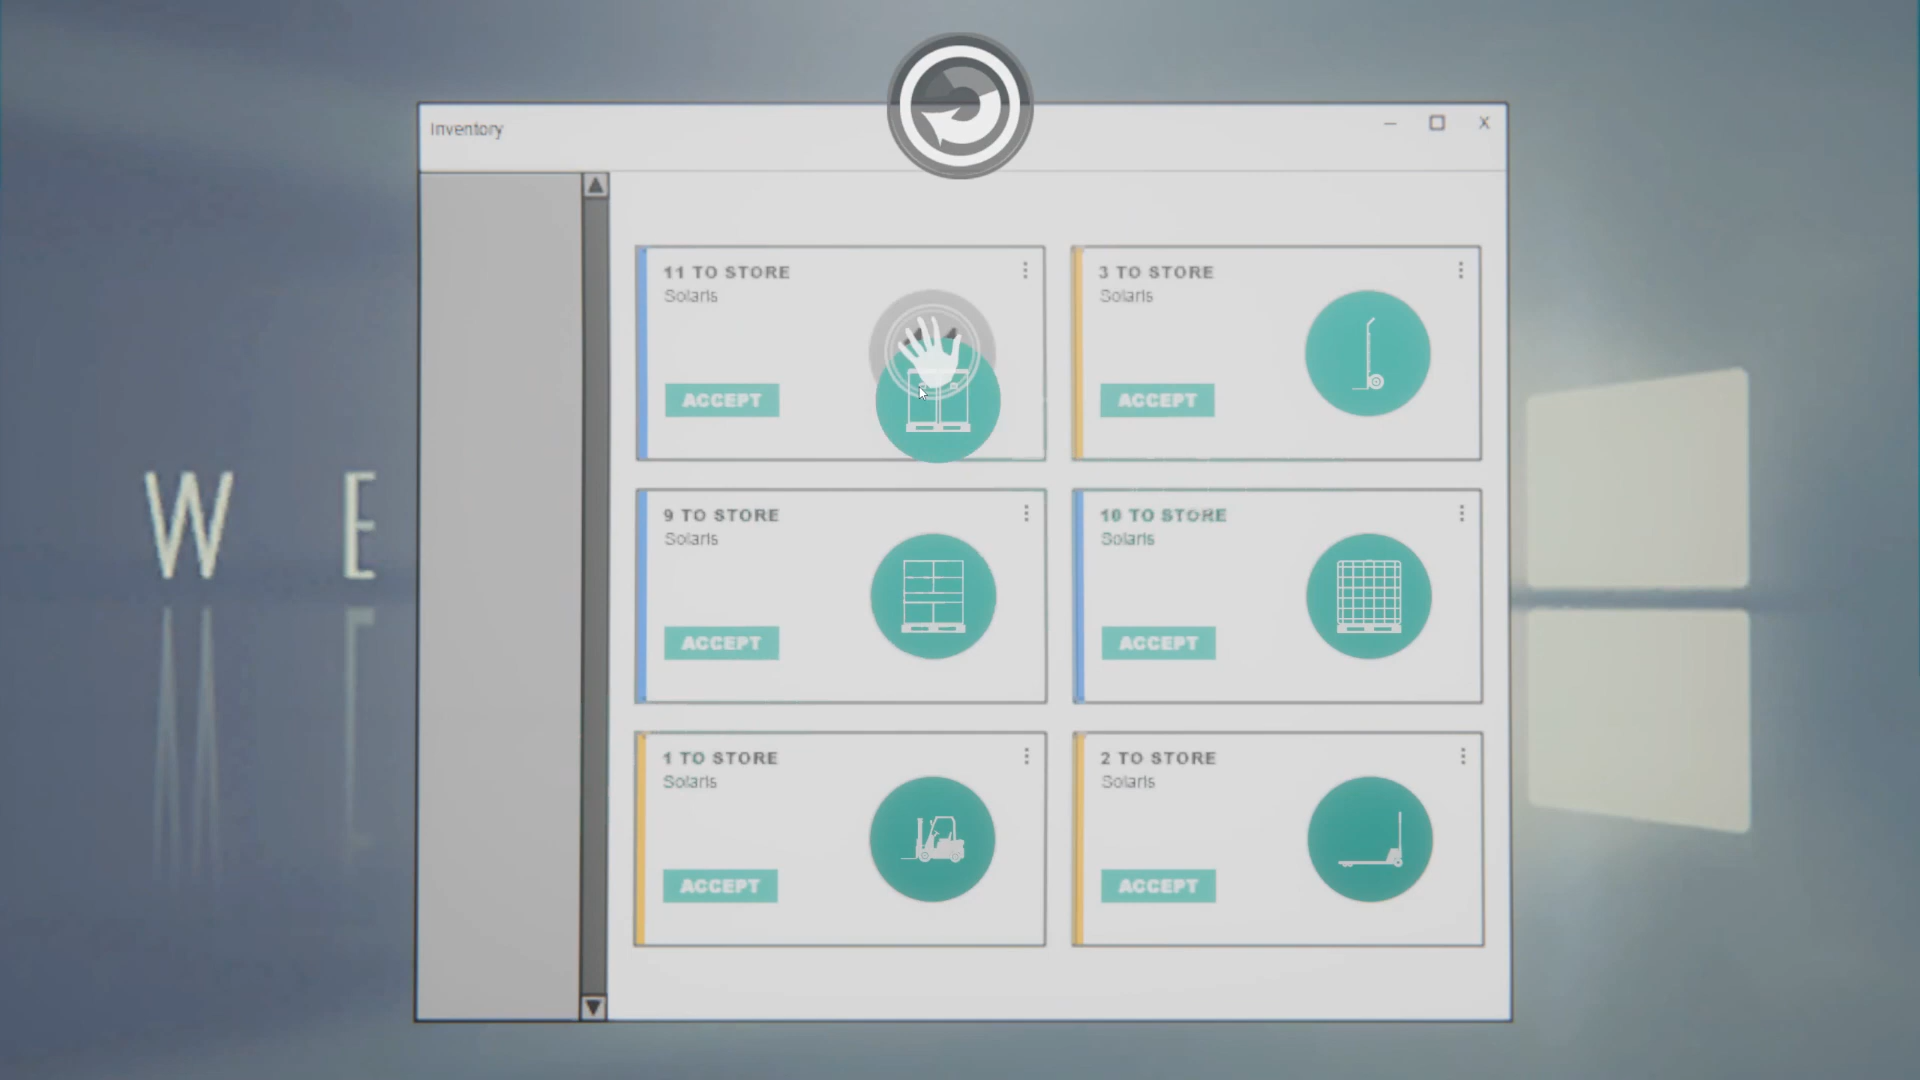 Inventory
X
11 TO STORE
Solaris
ACCEPT
3 TO STORE
Solaris
ACCEPT
W E
9 TO STORE
Solaris
ACCEPT
10 TO STORE
Solaris
ACCEPT
1 TO STORE
Solaris
ACCEPT
2 TO STORE
Solaris
ACCEPT